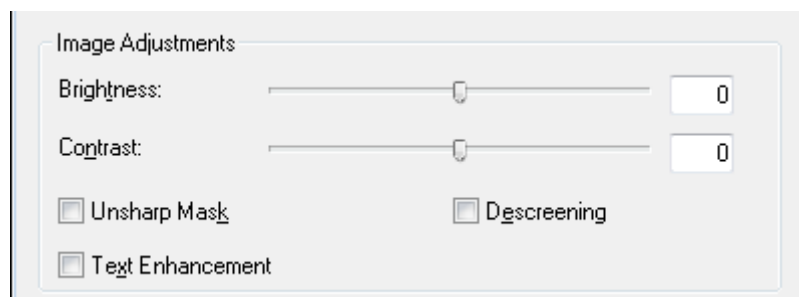 Image Adjustments
Brightness: 0
Contrast: 0
Unsharp Mask Descreening
Text Enhancement